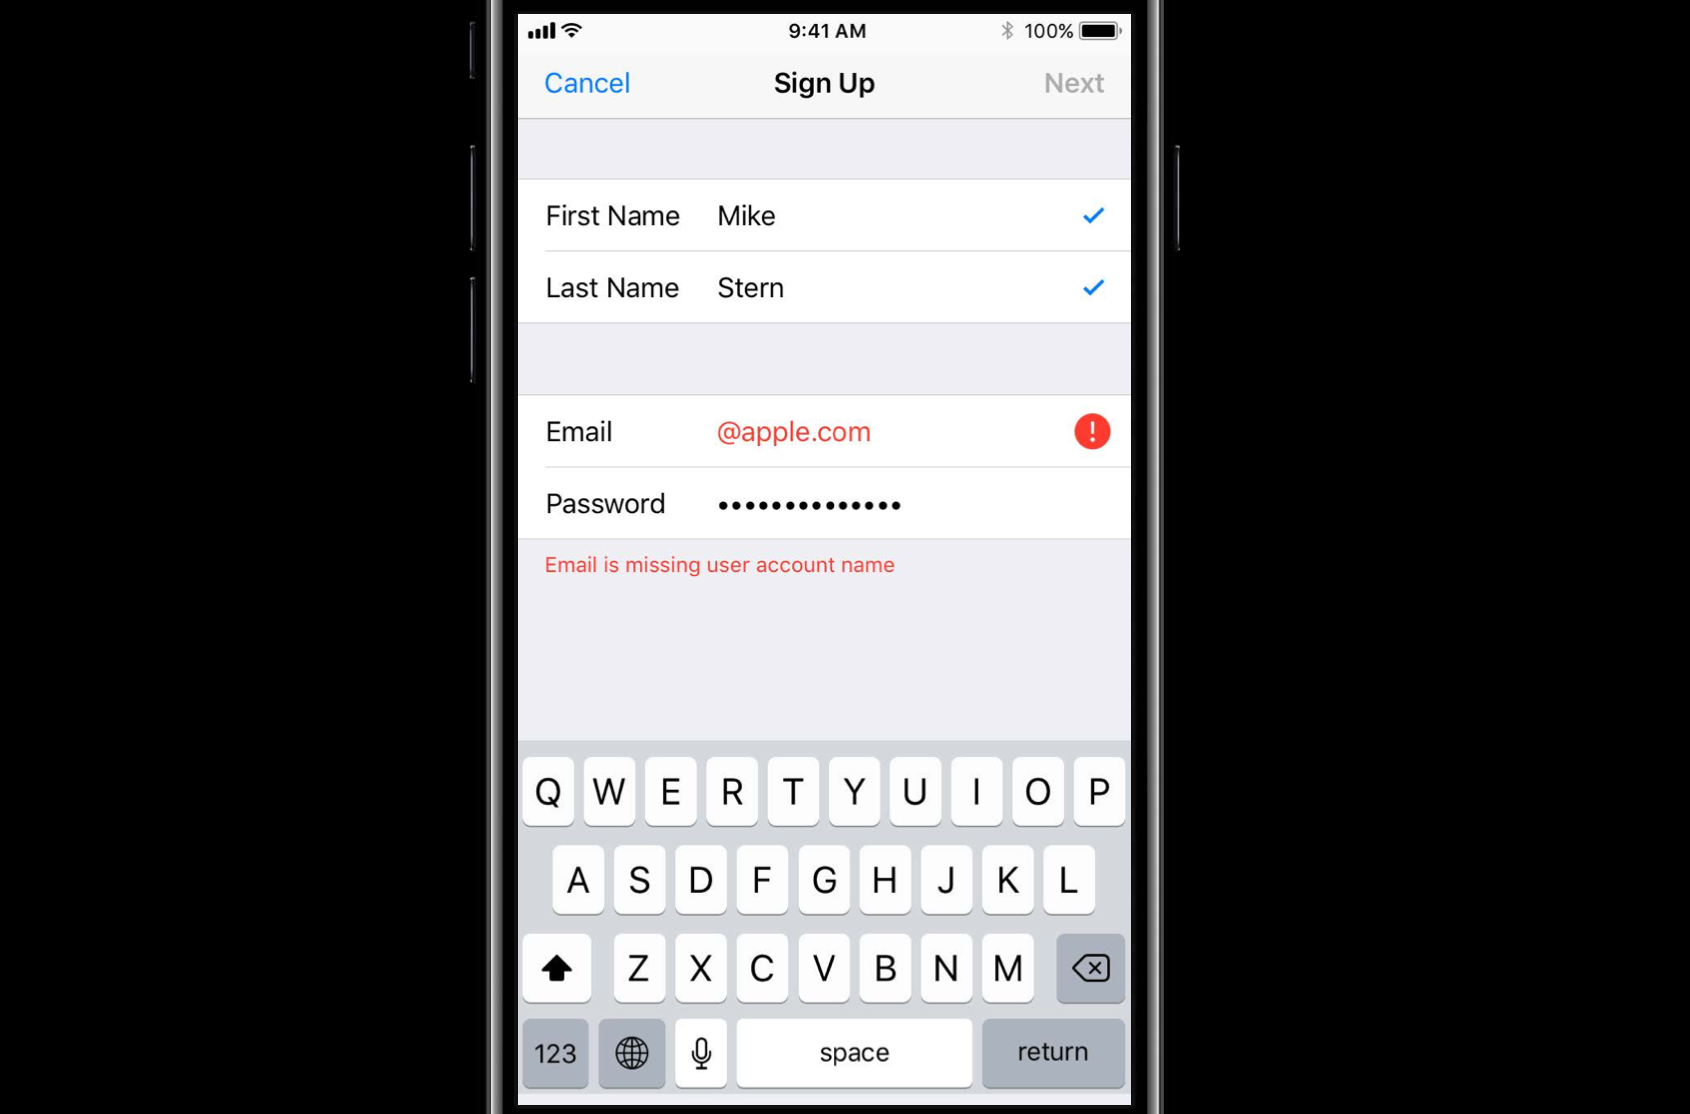 9:41 AM 100%
Cancel Sign Up Next
First Name Mike
Last Name Stern
Email @apple.com !
Password ••••••••••••••
Email is missing user account name
Q W E R T Y U I O P
A S D F G H J K L
Z X C V B N M
123 space return